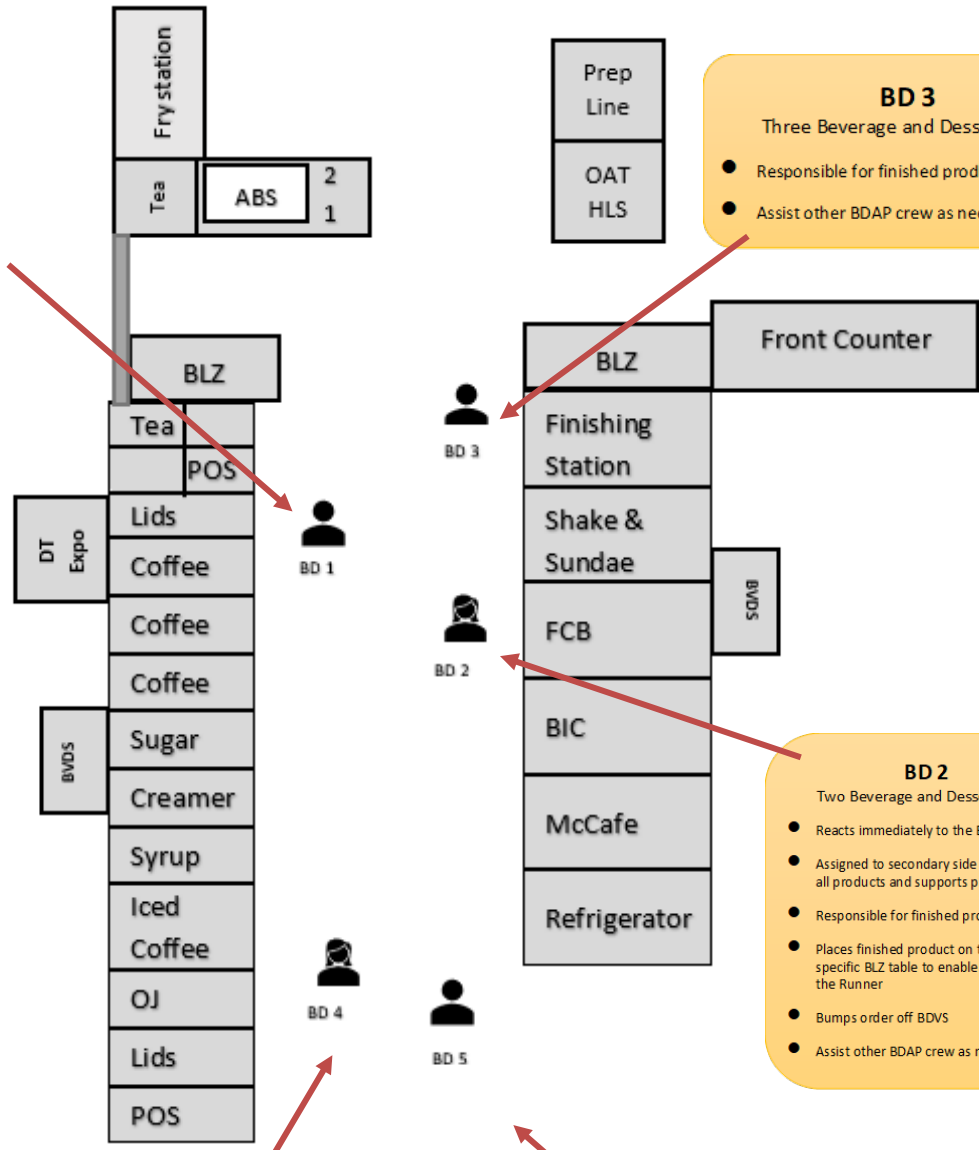 Fry station
Tea
ABS
2
1
Prep
Line
OAT
HLS
BD 3
Three Beverage and Dess
Responsible for finished prod
Assist other BDAP crew as nee
BLZ
Tea
POS
Lids
Coffee
Coffee
Coffee
Sugar
Creamer
Syrup
Iced
Coffee
OJ
Lids
POS
DT
Expo
BVDS
BD 3
BD 1
BD 2
BD 4
BD 5
BLZ
Front Counter
Finishing
Station
Shake &
Sundae
FCB
BIC
McCafe
Refrigerator
BVDS
BD 2
Two Beverage and Desse
Reacts immediately to the B
Assigned to secondary side
all products and supports p
Responsible for finished pro
Places finished product on t
specific BLZ table to enable
the Runner
Bumps order off BDVS
Assist other BDAP crew as n